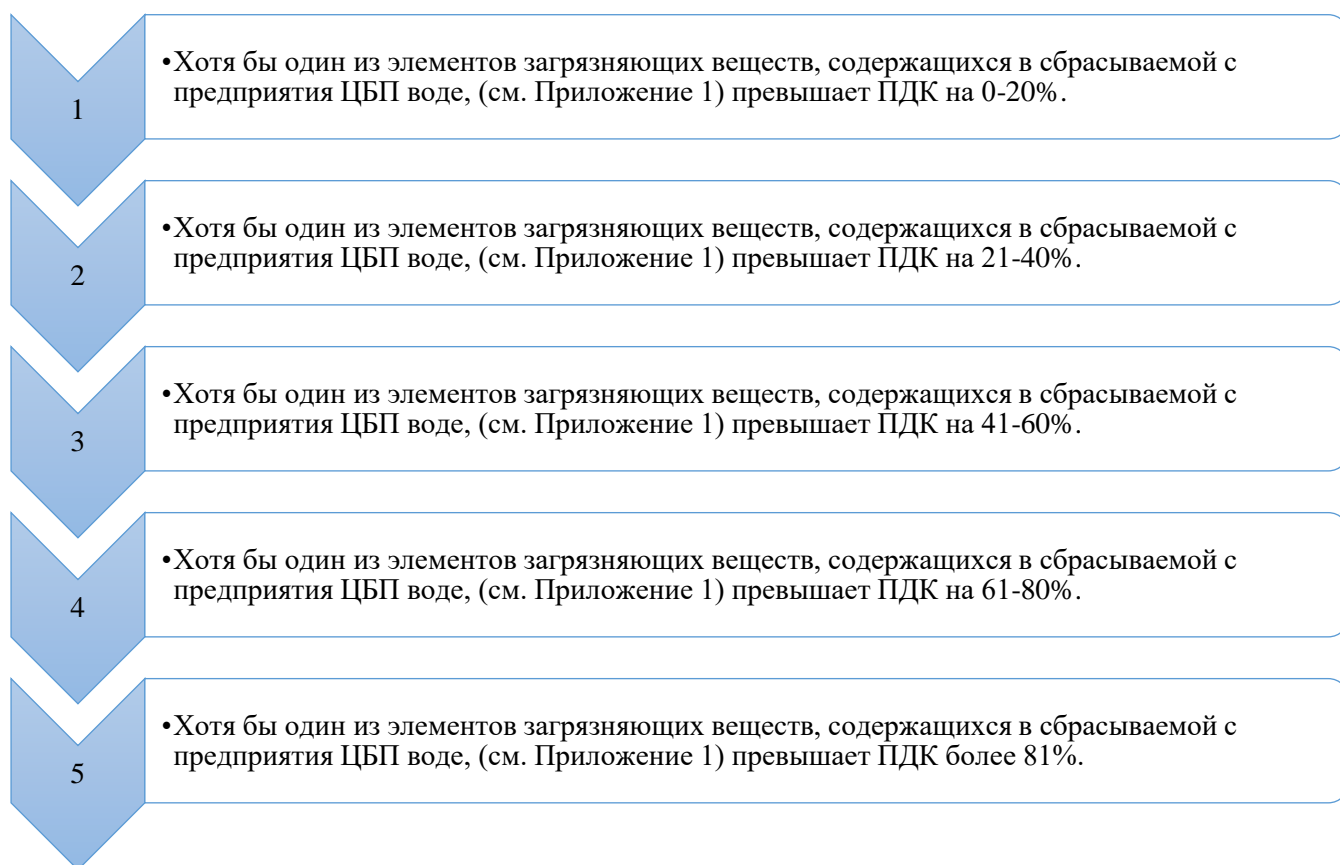 1
•Хотя бы один из элементов загрязняющих веществ, содержащихся в сбрасываемой с
предприятия ЦБП воде, (см. Приложение 1) превышает ПДК на 0-20%.
2
•Хотя бы один из элементов загрязняющих веществ, содержащихся в сбрасываемой с
предприятия ЦБП воде, (см. Приложение 1) превышает ПДК на 21-40%.
3
•Хотя бы один из элементов загрязняющих веществ, содержащихся в сбрасываемой с
предприятия ЦБП воде, (см. Приложение 1) превышает ПДК на 41-60%.
4
•Хотя бы один из элементов загрязняющих веществ, содержащихся в сбрасываемой с
предприятия ЦБП воде, (см. Приложение 1) превышает ПДК на 61-80%.
5
•Хотя бы один из элементов загрязняющих веществ, содержащихся в сбрасываемой с
предприятия ЦБП воде, (см. Приложение 1) превышает ПДК более 81%.